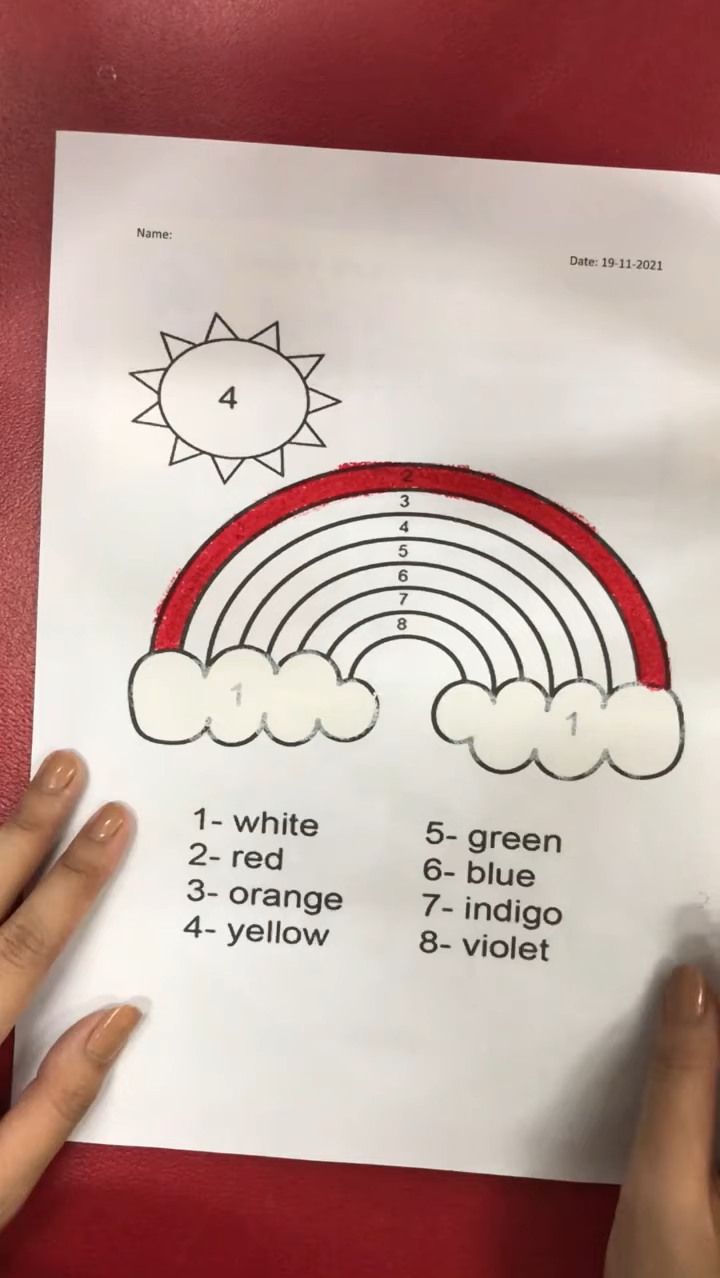 Name:
Date: 19-11-2021
4
2
3
4
5
6
7
8
1
1
1- white
2- red
3- orange
4- yellow
5- green
6- blue
7- indigo
8- violet